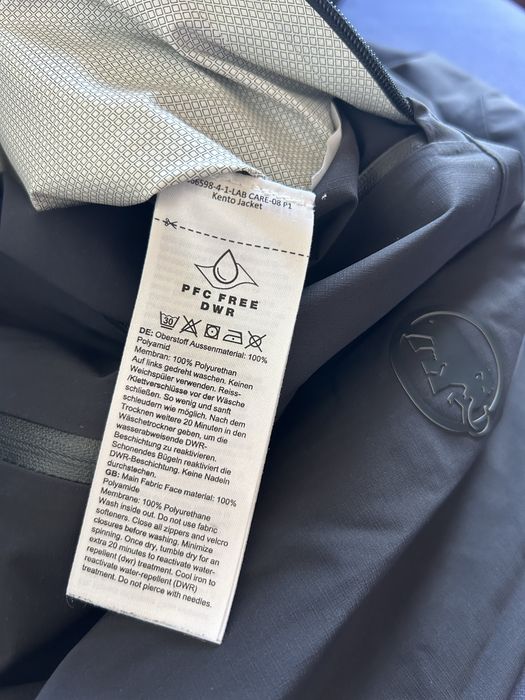 66598-4-1-LAB CARE-08 P1
Kento Jacket
PFC FREE
DWR
30
DE: Oberstoff Aussenmaterial: 100%
Polyamid
Membran: 100% Polyurethan
Auf links gedreht waschen. Keinen
Weichspüler verwenden. Reiss-
/Klettverschlüsse vor der Wäsche
schließen. So wenig und sanft
schleudern wie möglich. Nach dem
Trocknen weitere 20 Minuten in den
Wäschetrockner geben, um die
wasserabweisende DWR-
Beschichtung zu reaktivieren.
Schonendes Bügeln reaktiviert die
DWR-Beschichtung. Keine Nadeln
durchstechen.
GB: Main Fabric Face material: 100%
Polyamide
Membrane: 100% Polyurethane
Wash inside out. Do not use fabric
softeners. Close all zippers and velcro
closures before washing. Minimize
spinning. Once dry, tumble dry for an
extra 20 minutes to reactivate water-
repellent (dwr) treatment. Cool iron to
reactivate water-repellent (DWR)
treatment. Do not pierce with needles.